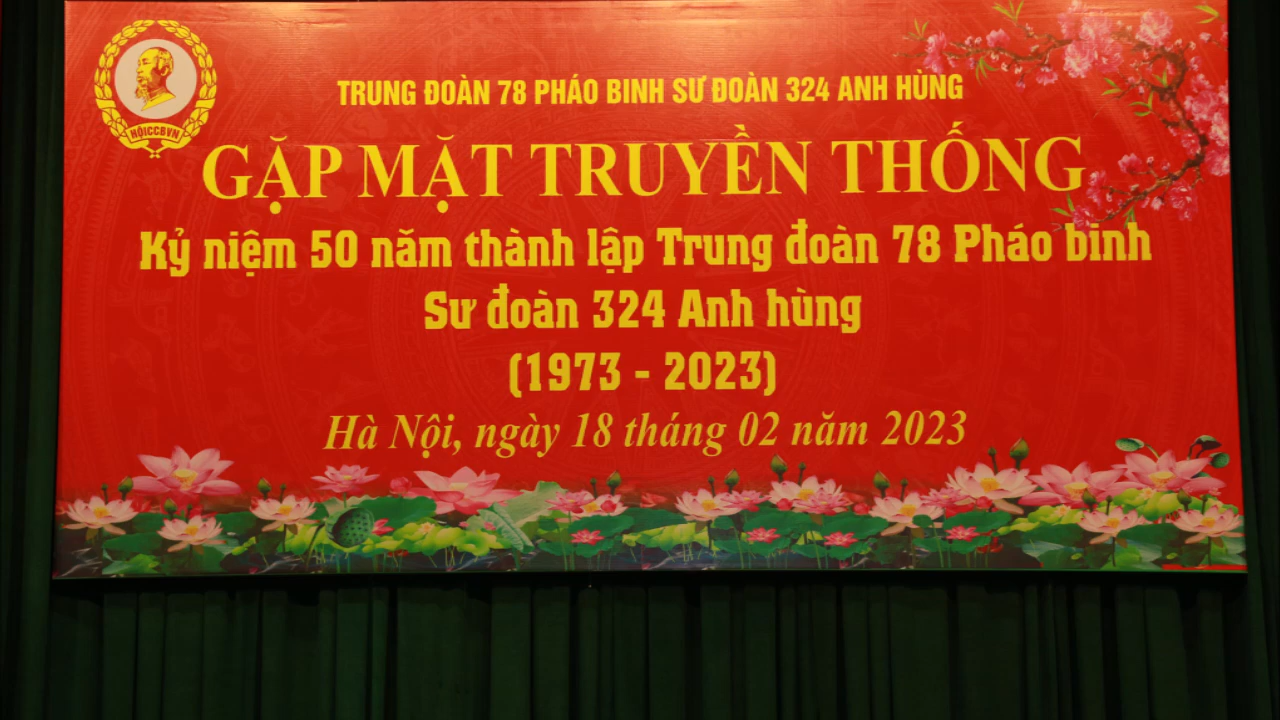 HỘICCBVN
TRUNG ĐOÀN 78 PHÁO BINH SƯ ĐOÀN 324 ANH HÙNG
GẶP MẶT TRUYỀN THỐNG
Kỷ niệm 50 năm thành lập Trung đoàn 78 Pháo binh
Sư đoàn 324 Anh hùng
(1973 - 2023)
Hà Nội, ngày 18 tháng 02 năm 2023